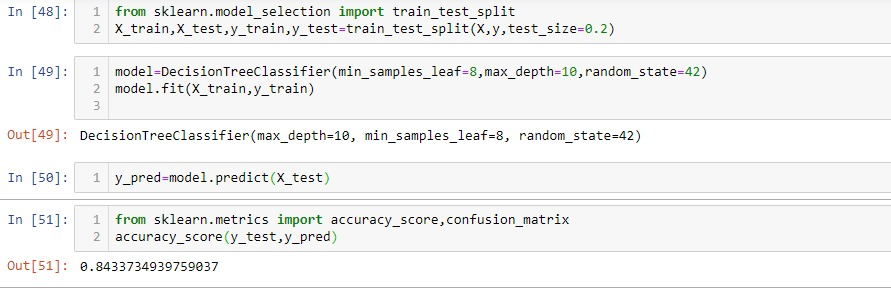 In [48]:
1 from sklearn.model_selection import train_test_split
2 X_train,X_test,y_train,y_test=train_test_split(X,y,test_size=0.2)
In [49]:
1 model=DecisionTreeClassifier(min_samples_leaf=8,max_depth=10,random_state=42)
2 model.fit(X_train,y_train)
3
Out[49]: DecisionTreeClassifier(max_depth=10, min_samples_leaf=8, random_state=42)
In [50]:
1 y_pred=model.predict(X_test)
In [51]:
1 from sklearn.metrics import accuracy_score,confusion_matrix
2 accuracy_score(y_test,y_pred)
Out[51]: 0.8433734939759037